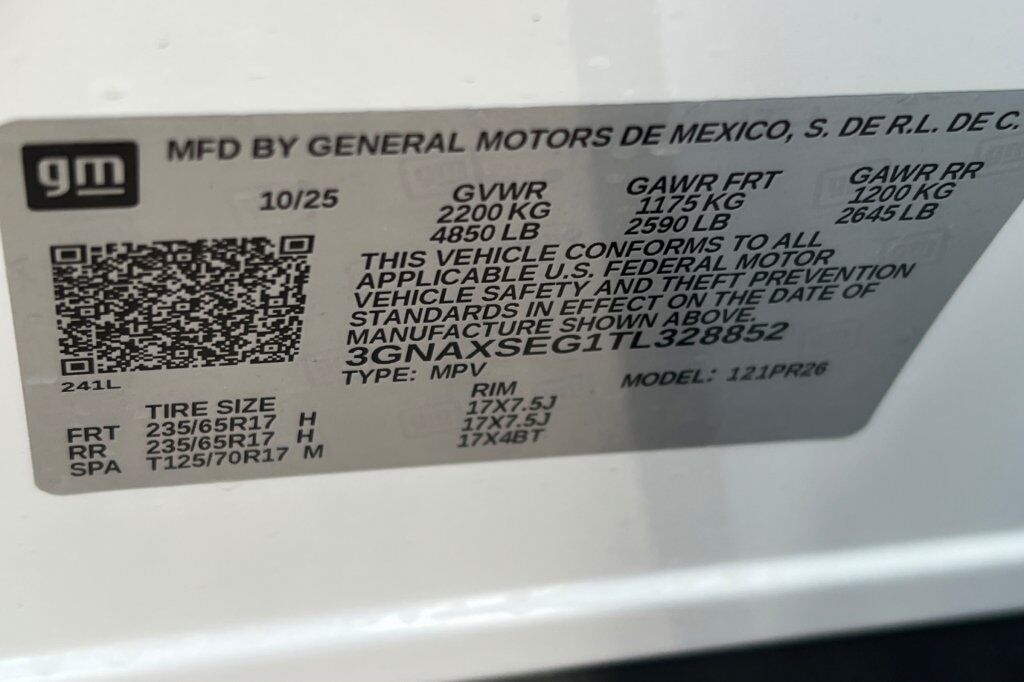 gm
MFD BY GENERAL MOTORS DE MEXICO, S. DE R.L. DE C.
10/25
GVWR
2200 KG
4850 LB
GAWR FRT
1175 KG
2590 LB
GAWR RR
1200 KG
2645 LB
THIS VEHICLE CONFORMS TO ALL
APPLICABLE U.S. FEDERAL MOTOR
VEHICLE SAFETY AND THEFT PREVENTION
STANDARDS IN EFFECT ON THE DATE OF
MANUFACTURE SHOWN ABOVE.
3GNAXSEG1TL328852
TYPE: MPV
MODEL: 121PR26
241L
TIRE SIZE RIM
FRT 235/65R17 H 17X7.5J
RR 235/65R17 H 17X7.5J
SPA T125/70R17 M 17X4BT